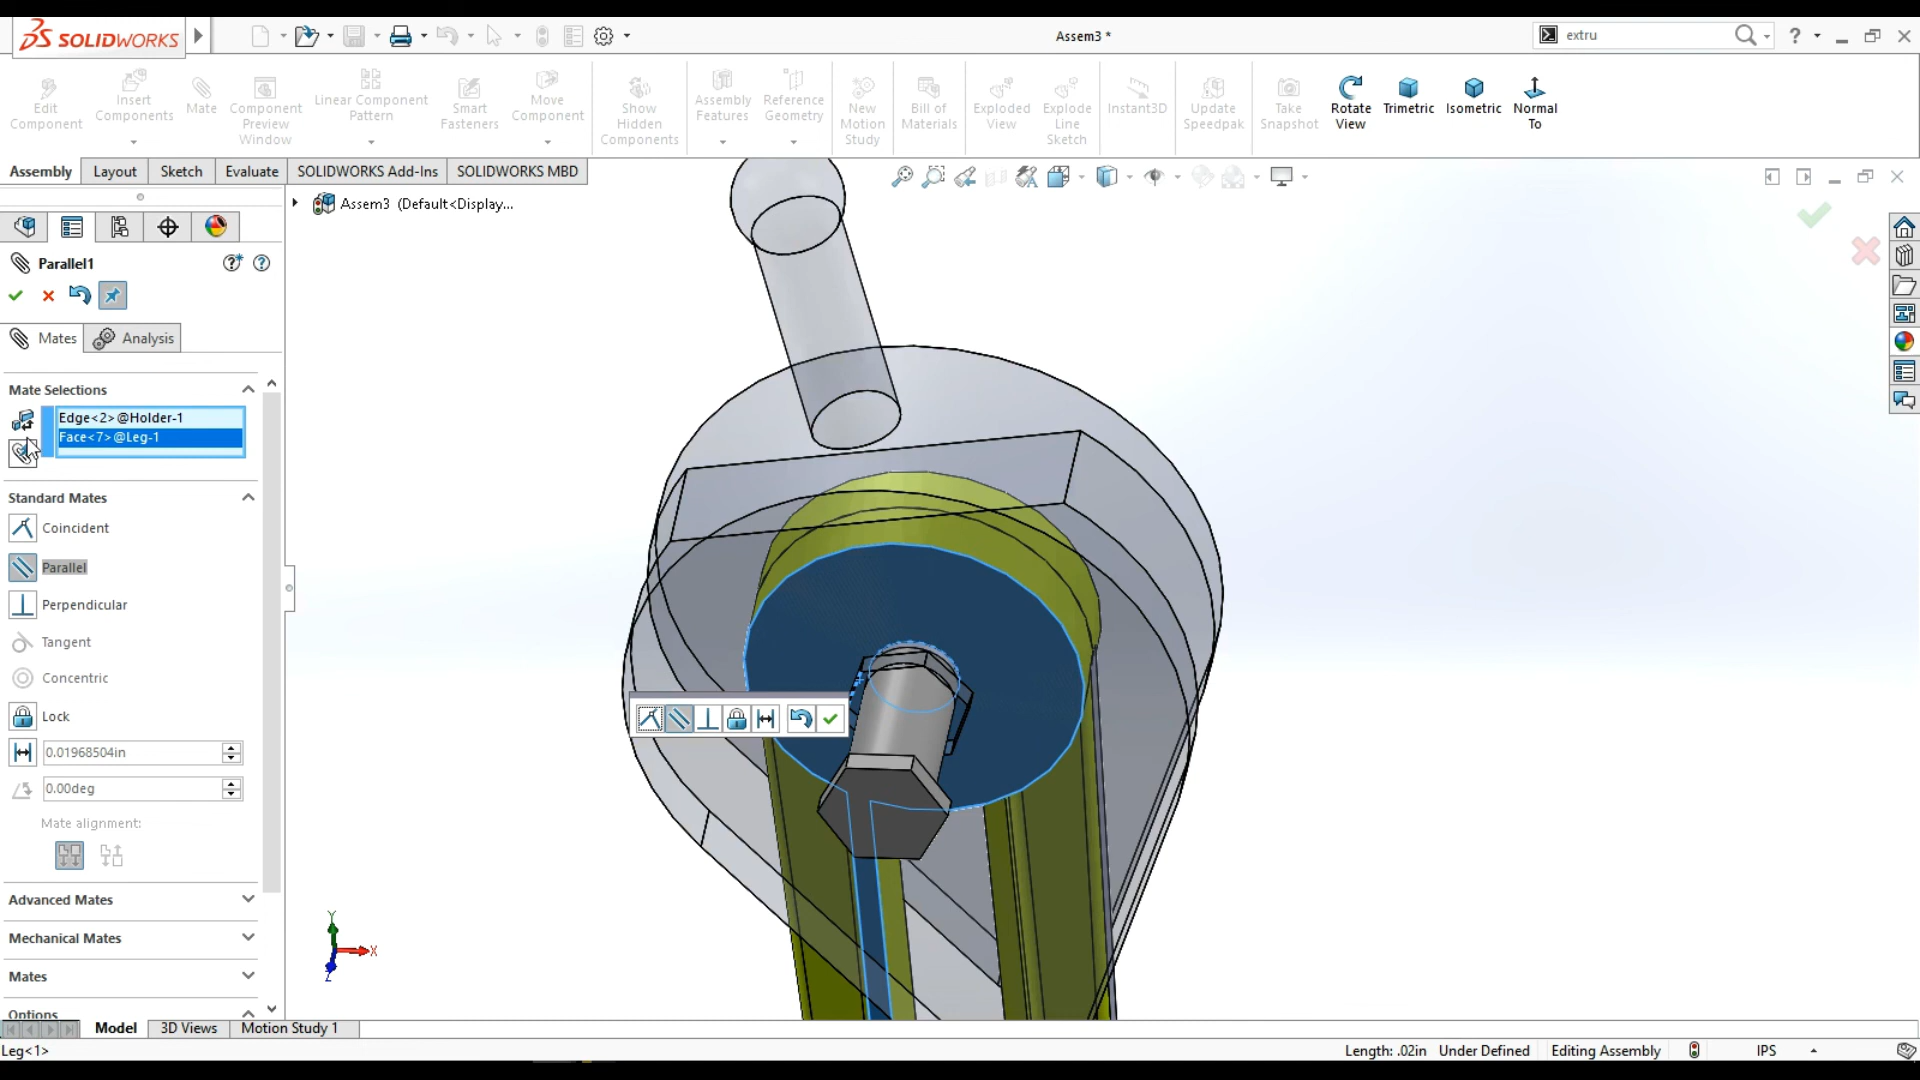 SOLIDWORKS
Assem3 *
extru
Edit Component
Insert Components
Mate
Component Preview Window
Linear Component Pattern
Smart Fasteners
Move Component
Show Hidden Components
Assembly Features
Reference Geometry
New Motion Study
Bill of Materials
Exploded View
Explode Line Sketch
Instant3D
Update Speedpak
Take Snapshot
Rotate View
Trimetric
Isometric
Normal To
Assembly
Layout
Sketch
Evaluate
SOLIDWORKS Add-Ins
SOLIDWORKS MBD
Assem3 (Default<Display...
Parallel1
Mates
Analysis
Mate Selections
Edge<2>@Holder-1
Face<7>@Leg-1
Standard Mates
Coincident
Parallel
Perpendicular
Tangent
Concentric
Lock
0.01968504in
0.00deg
Mate alignment:
Advanced Mates
Mechanical Mates
Mates
Options
Y
X
Z
Model
3D Views
Motion Study 1
Leg<1>
Length: .02in
Under Defined
Editing Assembly
IPS